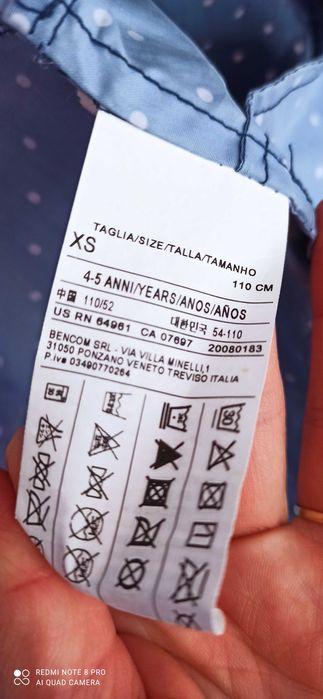 TAGLIA/SIZE/TALLA/TAMANHO
XS 110 CM
4-5 ANNI/YEARS/ANOS/AÑOS
中国 110/52 대한민국 54-110
US RN 64961 CA 07697 20080183
BENCOM SRL - VIA VILLA MINELLI,1
31050 PONZANO VENETO TREVISO ITALIA
P.iva 03490770264
REDMI NOTE 8 PRO
AI QUAD CAMERA